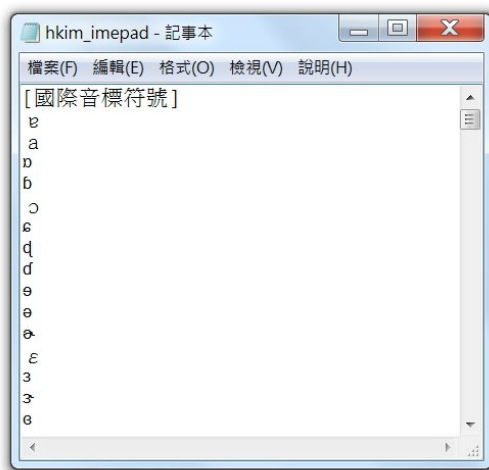 hkim_imepad - 記事本
檔案(F) 編輯(E) 格式(O) 檢視(V) 說明(H)
[國際音標符號]
ɐ
a
ɒ
ɓ
ɔ
ɕ
ɖ
ɗ
ɘ
ə
ɚ
ɛ
ɜ
ɝ
ɞ